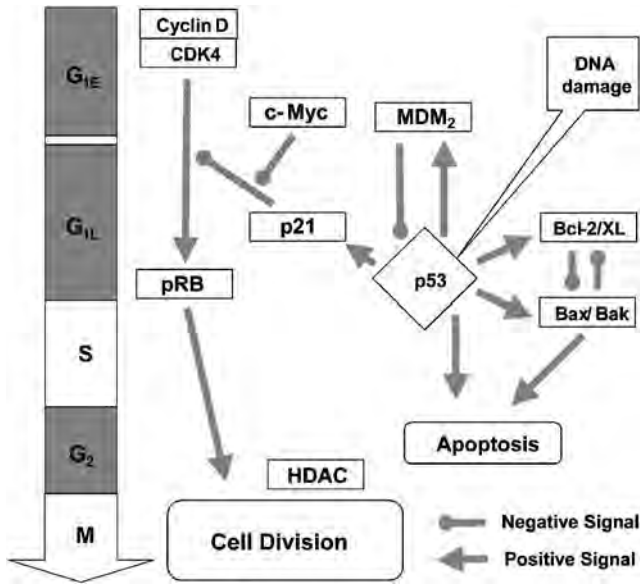 Cyclin D
CDK4
G1E
c-Myc
MDM2
DNA
damage
G1L
p21
p53
Bcl-2/XL
pRB
Bax/Bak
S
G2
Apoptosis
HDAC
M
Cell Division
Negative Signal
Positive Signal